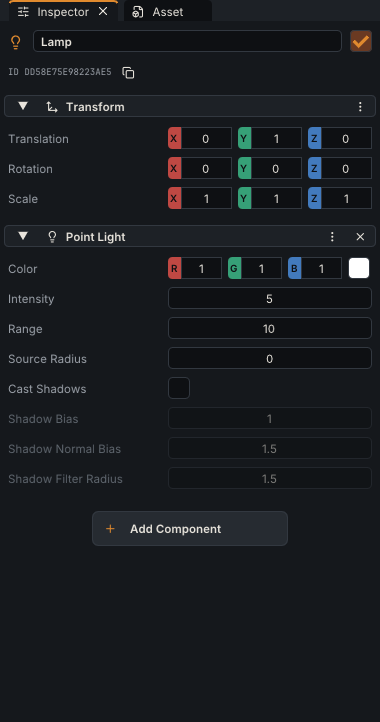 Inspector Asset
Lamp
ID DD58E75E98223AE5
Transform
Translation X 0 Y 1 Z 0
Rotation X 0 Y 0 Z 0
Scale X 1 Y 1 Z 1
Point Light
Color R 1 G 1 B 1
Intensity 5
Range 10
Source Radius 0
Cast Shadows
Shadow Bias 1
Shadow Normal Bias 1.5
Shadow Filter Radius 1.5
+ Add Component